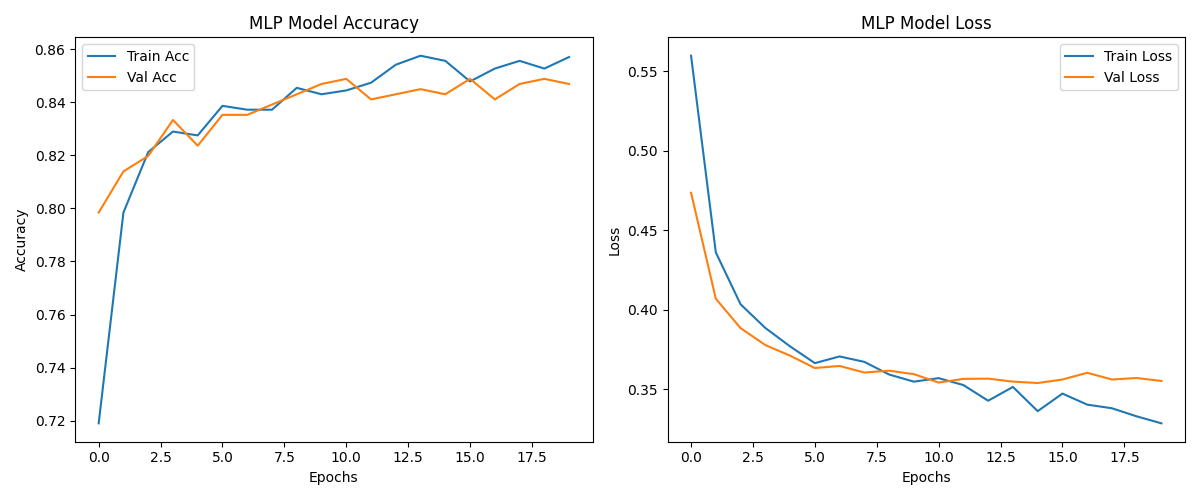 MLP Model Accuracy
Train Acc
Val Acc
0.86
0.84
0.82
0.80
0.78
0.76
0.74
0.72
Accuracy
0.0 2.5 5.0 7.5 10.0 12.5 15.0 17.5
Epochs
MLP Model Loss
Train Loss
Val Loss
0.55
0.50
0.45
0.40
0.35
Loss
0.0 2.5 5.0 7.5 10.0 12.5 15.0 17.5
Epochs